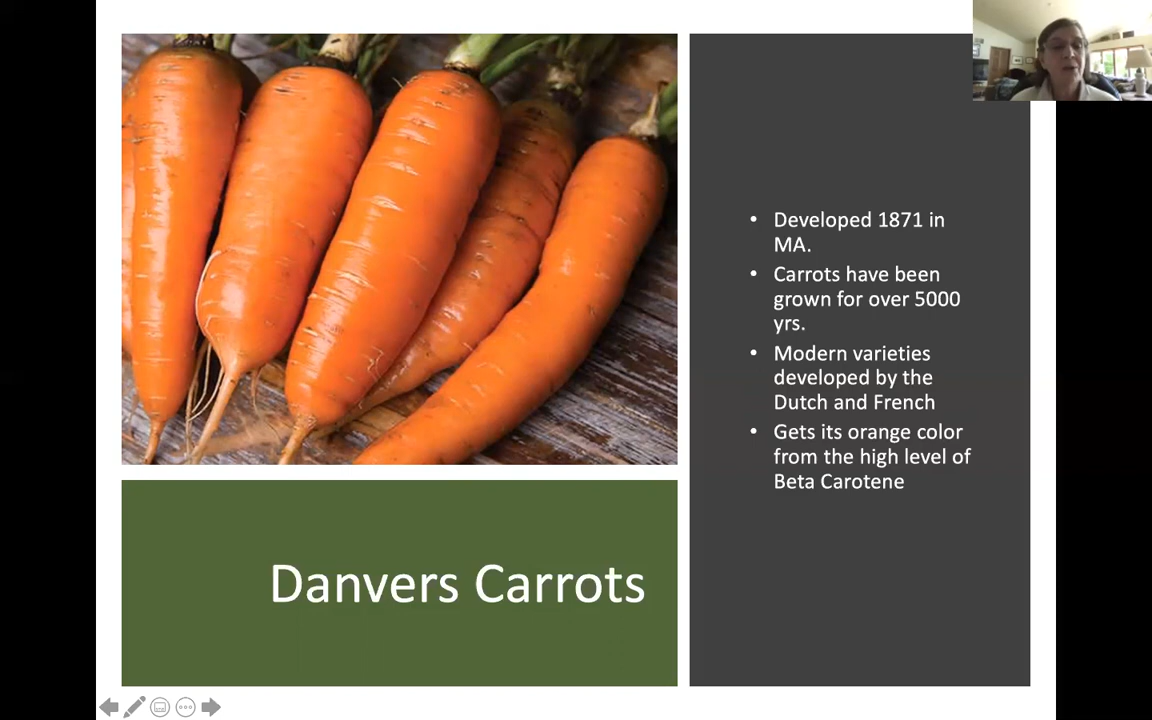 • Developed 1871 in
MA.
• Carrots have been
grown for over 5000
yrs.
• Modern varieties
developed by the
Dutch and French
• Gets its orange color
from the high level of
Beta Carotene
Danvers Carrots